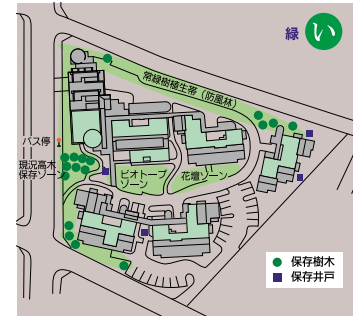 緑 い
常緑樹植生帯(防風林)
バス停
現況高木
保存ゾーン
ビオトープ
ゾーン
花壇ゾーン
保存樹木
保存井戸